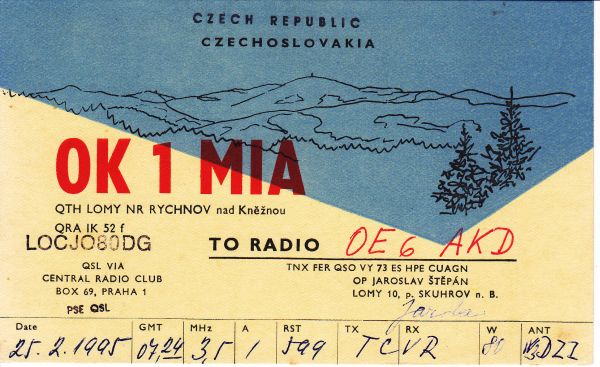 CZECH REPUBLIC
CZECHOSLOVAKIA
OK 1 MIA
QTH LOMY NR RYCHNOV nad Kněžnou
QRA IK 52 f
LOCJO80DG
TO RADIO OE6 AKD
QSL VIA
CENTRAL RADIO CLUB
BOX 69, PRAHA 1
PSE QSL
TNX FER QSO VY 73 ES HPE CUAGN
OP JAROSLAV ŠTĚPÁN
LOMY 10, p. SKUHROV n. B.
Jarda
Date GMT MHz A RST TX RX W ANT
25. 2. 1995 07,24 3,5 1 599 TCVR 80 DZZ